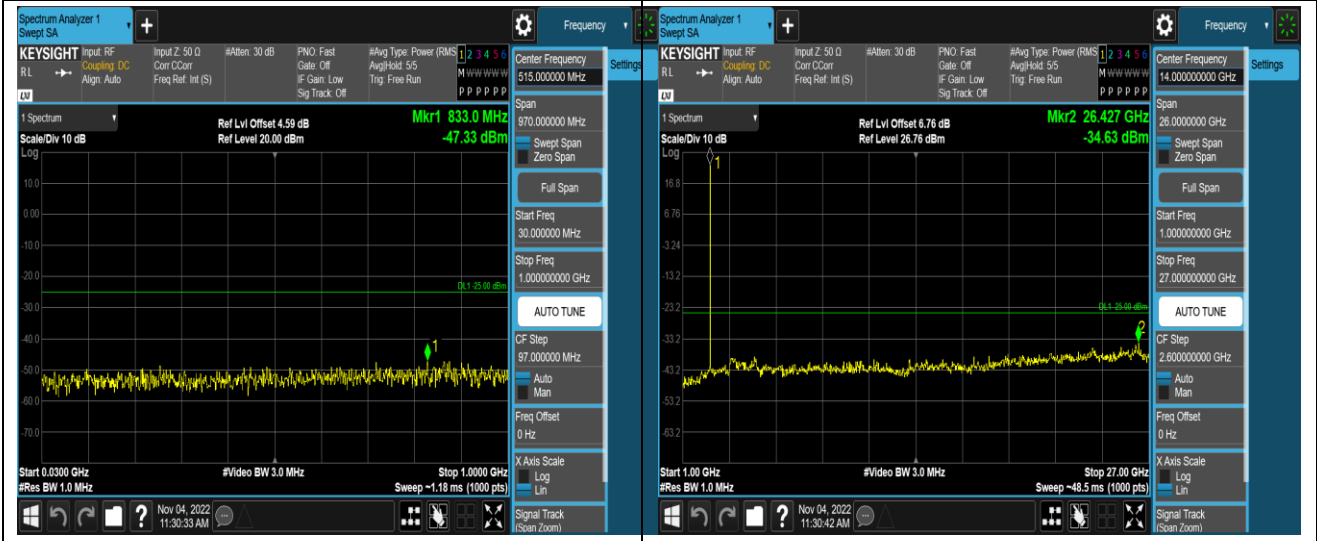 Spectrum Analyzer 1
Swept SA
Frequency
KEYSIGHT Input: RF Input Z: 50 Ω #Atten: 30 dB PNO: Fast #Avg Type: Power (RMS 1 2 3 4 5 6
RL Coupling: DC Corr CCorr Gate: Off Avg|Hold: 5/5 M W W W W W
Align: Auto Freq Ref: Int (S) IF Gain: Low Trig: Free Run
Sig Track: Off P P P P P P
LXI
1 Spectrum
Scale/Div 10 dB
Log
Ref Lvl Offset 4.59 dB
Ref Level 20.00 dBm
Mkr1 833.0 MHz
-47.33 dBm
10.0
0.00
-10.0
-20.0
DL1 -25.00 dBm
-30.0
-40.0
1
-50.0
-60.0
-70.0
Start 0.0300 GHz #Video BW 3.0 MHz Stop 1.0000 GHz
#Res BW 1.0 MHz Sweep ~1.18 ms (1000 pts)
Nov 04, 2022
11:30:33 AM
Settings
Center Frequency
515.000000 MHz
Span
970.000000 MHz
Swept Span
Zero Span
Full Span
Start Freq
30.000000 MHz
Stop Freq
1.000000000 GHz
AUTO TUNE
CF Step
97.000000 MHz
Auto
Man
Freq Offset
0 Hz
X Axis Scale
Log
Lin
Signal Track
(Span Zoom)
Spectrum Analyzer 1
Swept SA
Frequency
KEYSIGHT Input: RF Input Z: 50 Ω #Atten: 30 dB PNO: Fast #Avg Type: Power (RMS 1 2 3 4 5 6
RL Coupling: DC Corr CCorr Gate: Off Avg|Hold: 5/5 M W W W W W
Align: Auto Freq Ref: Int (S) IF Gain: Low Trig: Free Run
Sig Track: Off P P P P P P
LXI
1 Spectrum
Scale/Div 10 dB
Log
Ref Lvl Offset 6.76 dB
Ref Level 26.76 dBm
Mkr2 26.427 GHz
-34.63 dBm
1
16.8
6.76
-3.24
-13.2
-23.2
DL1 -25.00 dBm
2
-33.2
-43.2
-53.2
-63.2
Start 1.00 GHz #Video BW 3.0 MHz Stop 27.00 GHz
#Res BW 1.0 MHz Sweep ~48.5 ms (1000 pts)
Nov 04, 2022
11:30:42 AM
Settings
Center Frequency
14.000000000 GHz
Span
26.0000000 GHz
Swept Span
Zero Span
Full Span
Start Freq
1.000000000 GHz
Stop Freq
27.000000000 GHz
AUTO TUNE
CF Step
2.600000000 GHz
Auto
Man
Freq Offset
0 Hz
X Axis Scale
Log
Lin
Signal Track
(Span Zoom)